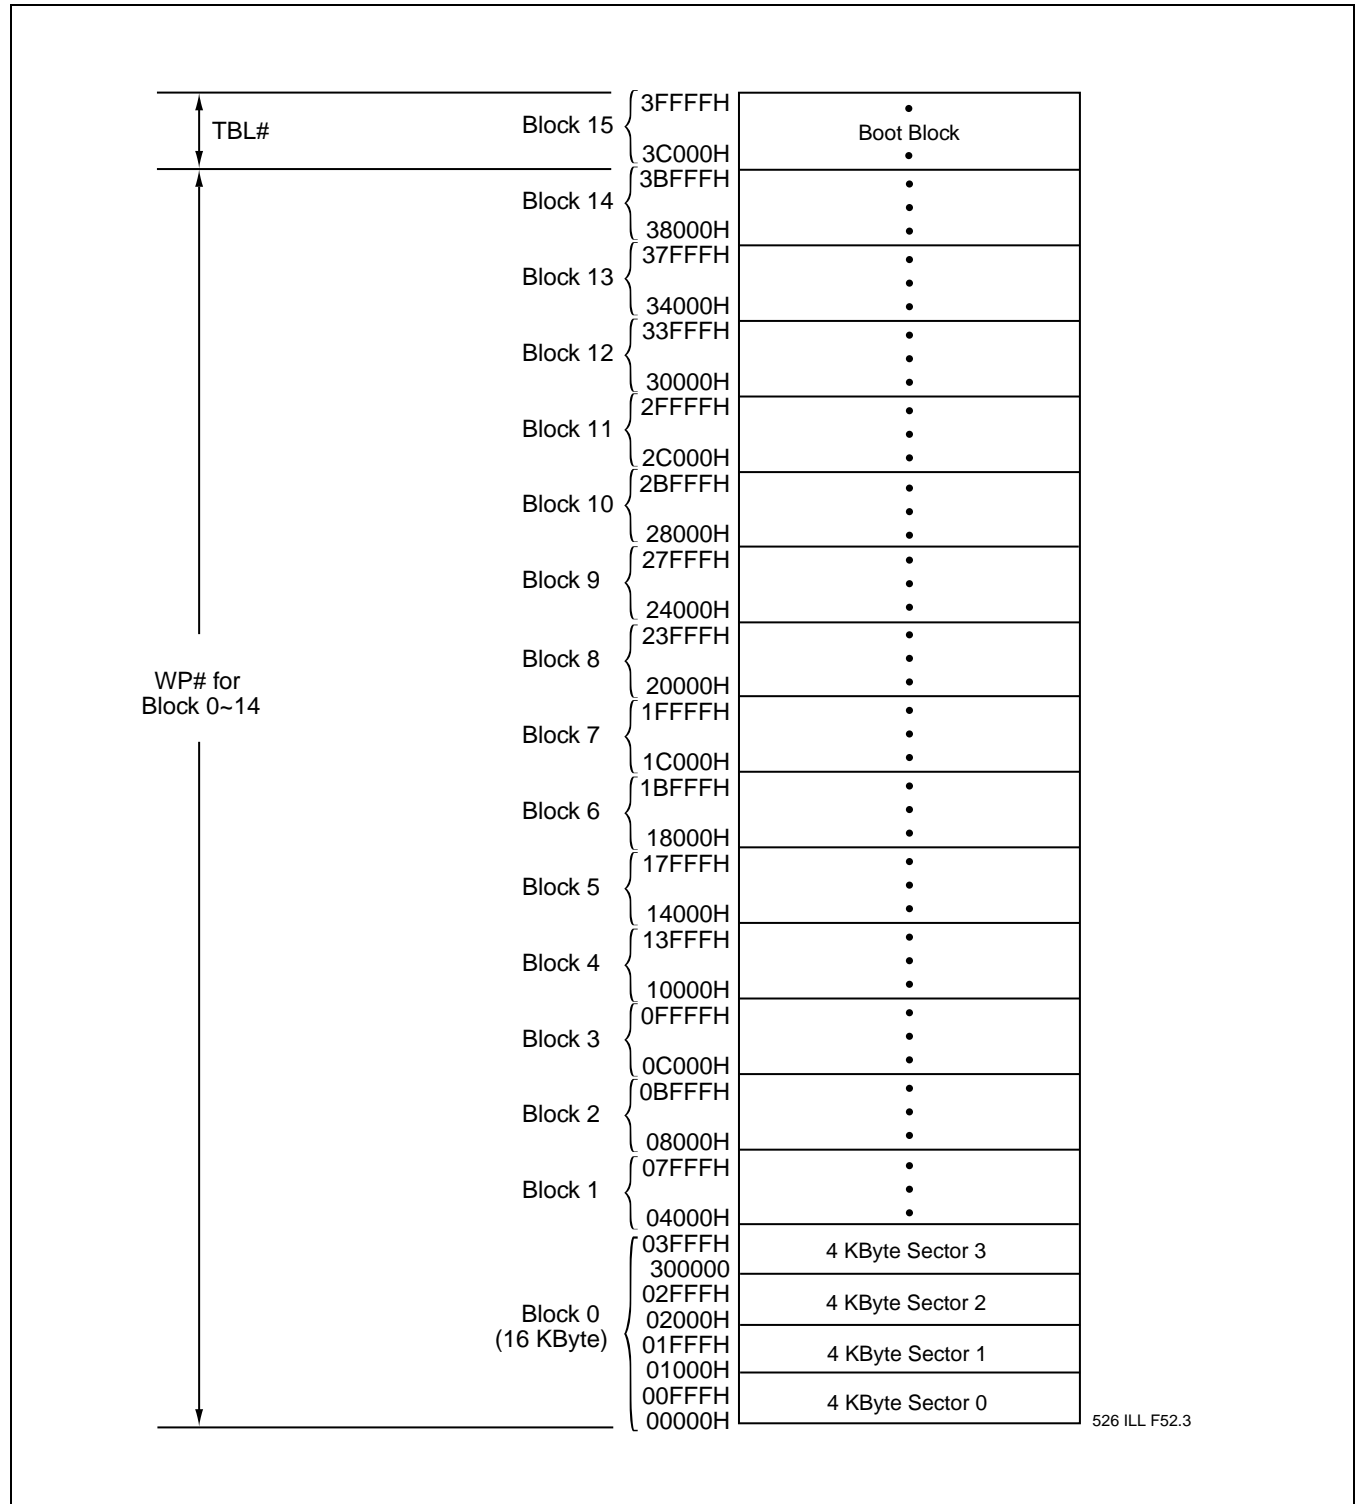 TBL#
Block 15
3FFFFH
3C000H
Boot Block
Block 14
3BFFFH
38000H
Block 13
37FFFH
34000H
Block 12
33FFFH
30000H
Block 11
2FFFFH
2C000H
Block 10
2BFFFH
28000H
Block 9
27FFFH
24000H
Block 8
23FFFH
20000H
WP# for
Block 0~14
Block 7
1FFFFH
1C000H
Block 6
1BFFFH
18000H
Block 5
17FFFH
14000H
Block 4
13FFFH
10000H
Block 3
0FFFFH
0C000H
Block 2
0BFFFH
08000H
Block 1
07FFFH
04000H
Block 0
(16 KByte)
03FFFH
300000
4 KByte Sector 3
02FFFH
02000H
4 KByte Sector 2
01FFFH
01000H
4 KByte Sector 1
00FFFH
00000H
4 KByte Sector 0
526 ILL F52.3